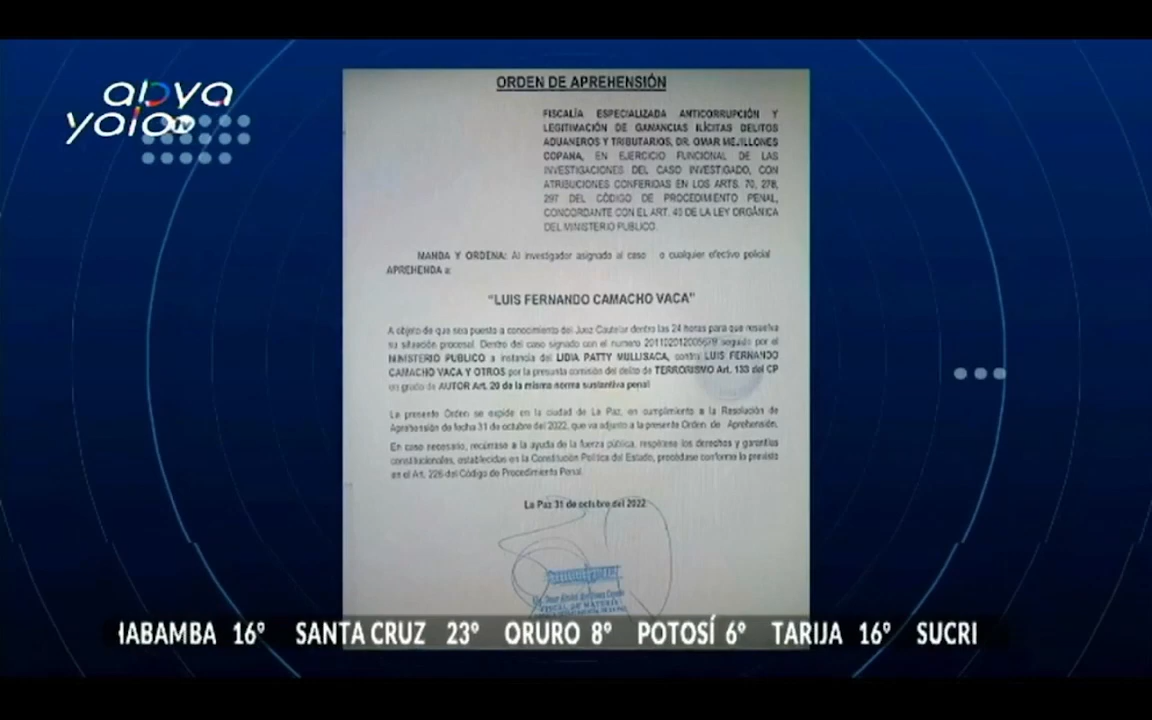 abya
yala tv
ORDEN DE APREHENSIÓN
FISCALÍA ESPECIALIZADA ANTICORRUPCIÓN Y
LEGITIMACIÓN DE GANANCIAS ILÍCITAS DELITOS
ADUANEROS Y TRIBUTARIOS, DR. OMAR MEJILLONES
COPANA, EN EJERCICIO FUNCIONAL DE LAS
INVESTIGACIONES DEL CASO INVESTIGADO, CON
ATRIBUCIONES CONFERIDAS EN LOS ARTS. 70, 278,
297 DEL CÓDIGO DE PROCEDIMIENTO PENAL,
CONCORDANTE CON EL ART. 40 DE LA LEY ORGÁNICA
DEL MINISTERIO PUBLICO.
MANDA Y ORDENA: Al investigador asignado al caso o cualquier efectivo policial
APREHENDA a:
"LUIS FERNANDO CAMACHO VACA"
A objeto de que sea puesto a conocimiento del Juez Cautelar dentro las 24 horas para que resuelva
su situación procesal. Dentro del caso signado con el numero 201102012005679 seguido por el
MINISTERIO PUBLICO a instancia del LIDIA PATTY MULLISACA, contra LUIS FERNANDO
CAMACHO VACA Y OTROS por la presunta comisión del delito de TERRORISMO Art. 133 del CP
en grado de AUTOR Art. 20 de la misma norma sustantiva penal
La presente Orden se expide en la ciudad de La Paz, en cumplimiento a la Resolución de
Aprehensión de fecha 31 de octubre del 2022, que va adjunto a la presente Orden de Aprehensión.
En caso necesario, recúrrase a la ayuda de la fuerza pública, respétense los derechos y garantías
constitucionales, establecidas en la Constitución Política del Estado, procédase conforme lo previsto
en el Art. 226 del Código de Procedimiento Penal.
La Paz 31 de octubre del 2022
FISCAL DE MATERIA
HABAMBA 16° SANTA CRUZ 23° ORURO 8° POTOSÍ 6° TARIJA 16° SUCRI